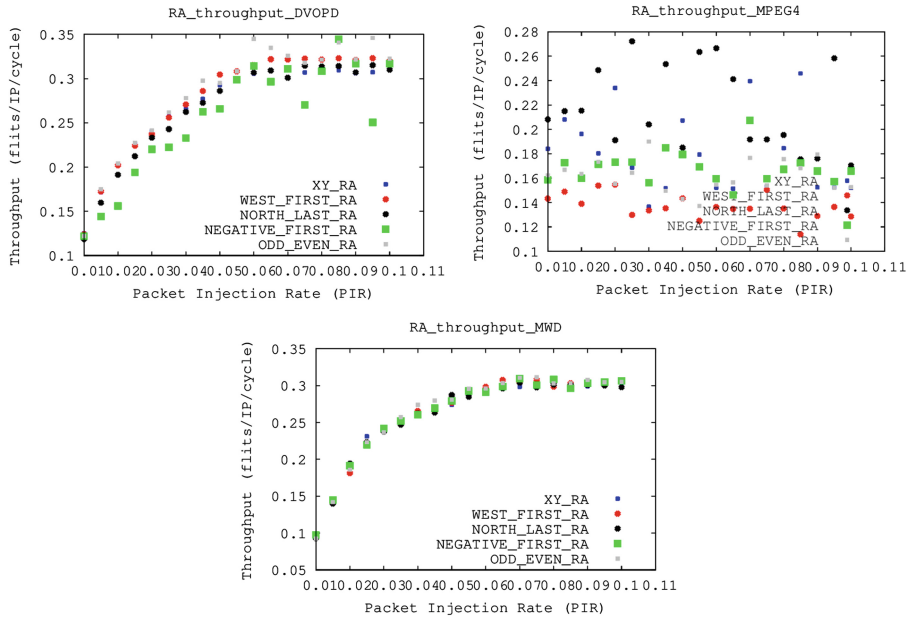 RA_throughput_DVOPD
Throughput (flits/IP/cycle)
0.35
0.3
0.25
0.2
0.15
0.1
XY_RA
WEST_FIRST_RA
NORTH_LAST_RA
NEGATIVE_FIRST_RA
ODD_EVEN_RA
0.010.020.030.040.050.060.070.080.090.1 0.11
Packet Injection Rate (PIR)
RA_throughput_MPEG4
Throughput (flits/IP/cycle)
0.28
0.26
0.24
0.22
0.2
0.18
0.16
0.14
0.12
0.1
XY_RA
WEST_FIRST_RA
NORTH_LAST_RA
NEGATIVE_FIRST_RA
ODD_EVEN_RA
0.010.020.030.040.050.060.070.080.090.1 0.11
Packet Injection Rate (PIR)
RA_throughput_MWD
Throughput (flits/IP/cycle)
0.35
0.3
0.25
0.2
0.15
0.1
0.05
XY_RA
WEST_FIRST_RA
NORTH_LAST_RA
NEGATIVE_FIRST_RA
ODD_EVEN_RA
0.010.020.030.040.050.060.070.080.090.1 0.11
Packet Injection Rate (PIR)